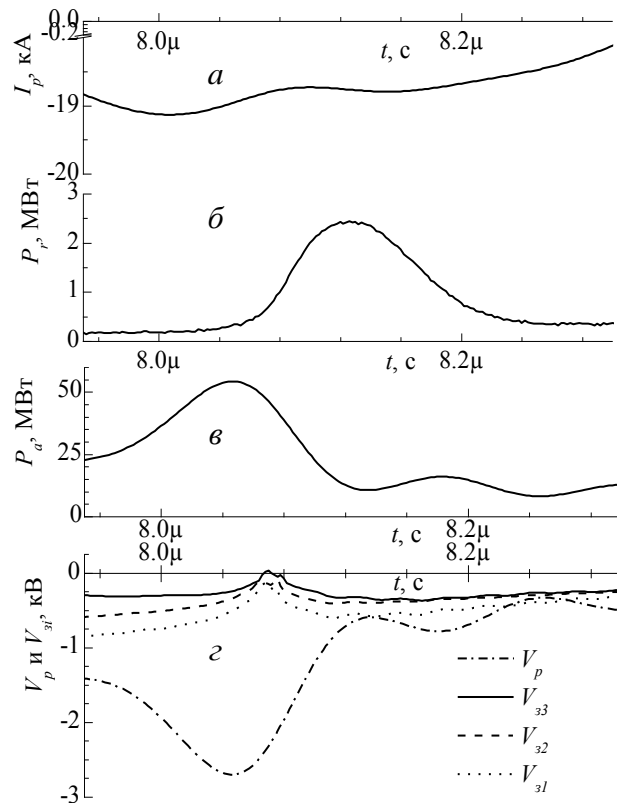 0.0
-0.2
8.0μ
8.2μ
t, с
I_p, кА
а
-19
-20
3
P_r, МВт
б
2
1
0
8.0μ
8.2μ
t, с
50
P_a, МВт
в
25
0
8.0μ
8.2μ
t, с
8.0μ
8.2μ
0
t, с
V_p и V_зi, кВ
-1
г
-2
-3
V_p
V_з3
V_з2
V_з1